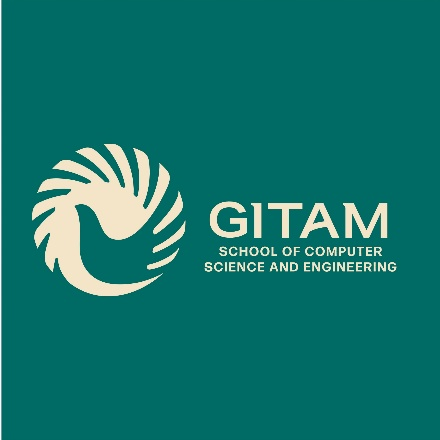 GITAM
SCHOOL OF COMPUTER
SCIENCE AND ENGINEERING